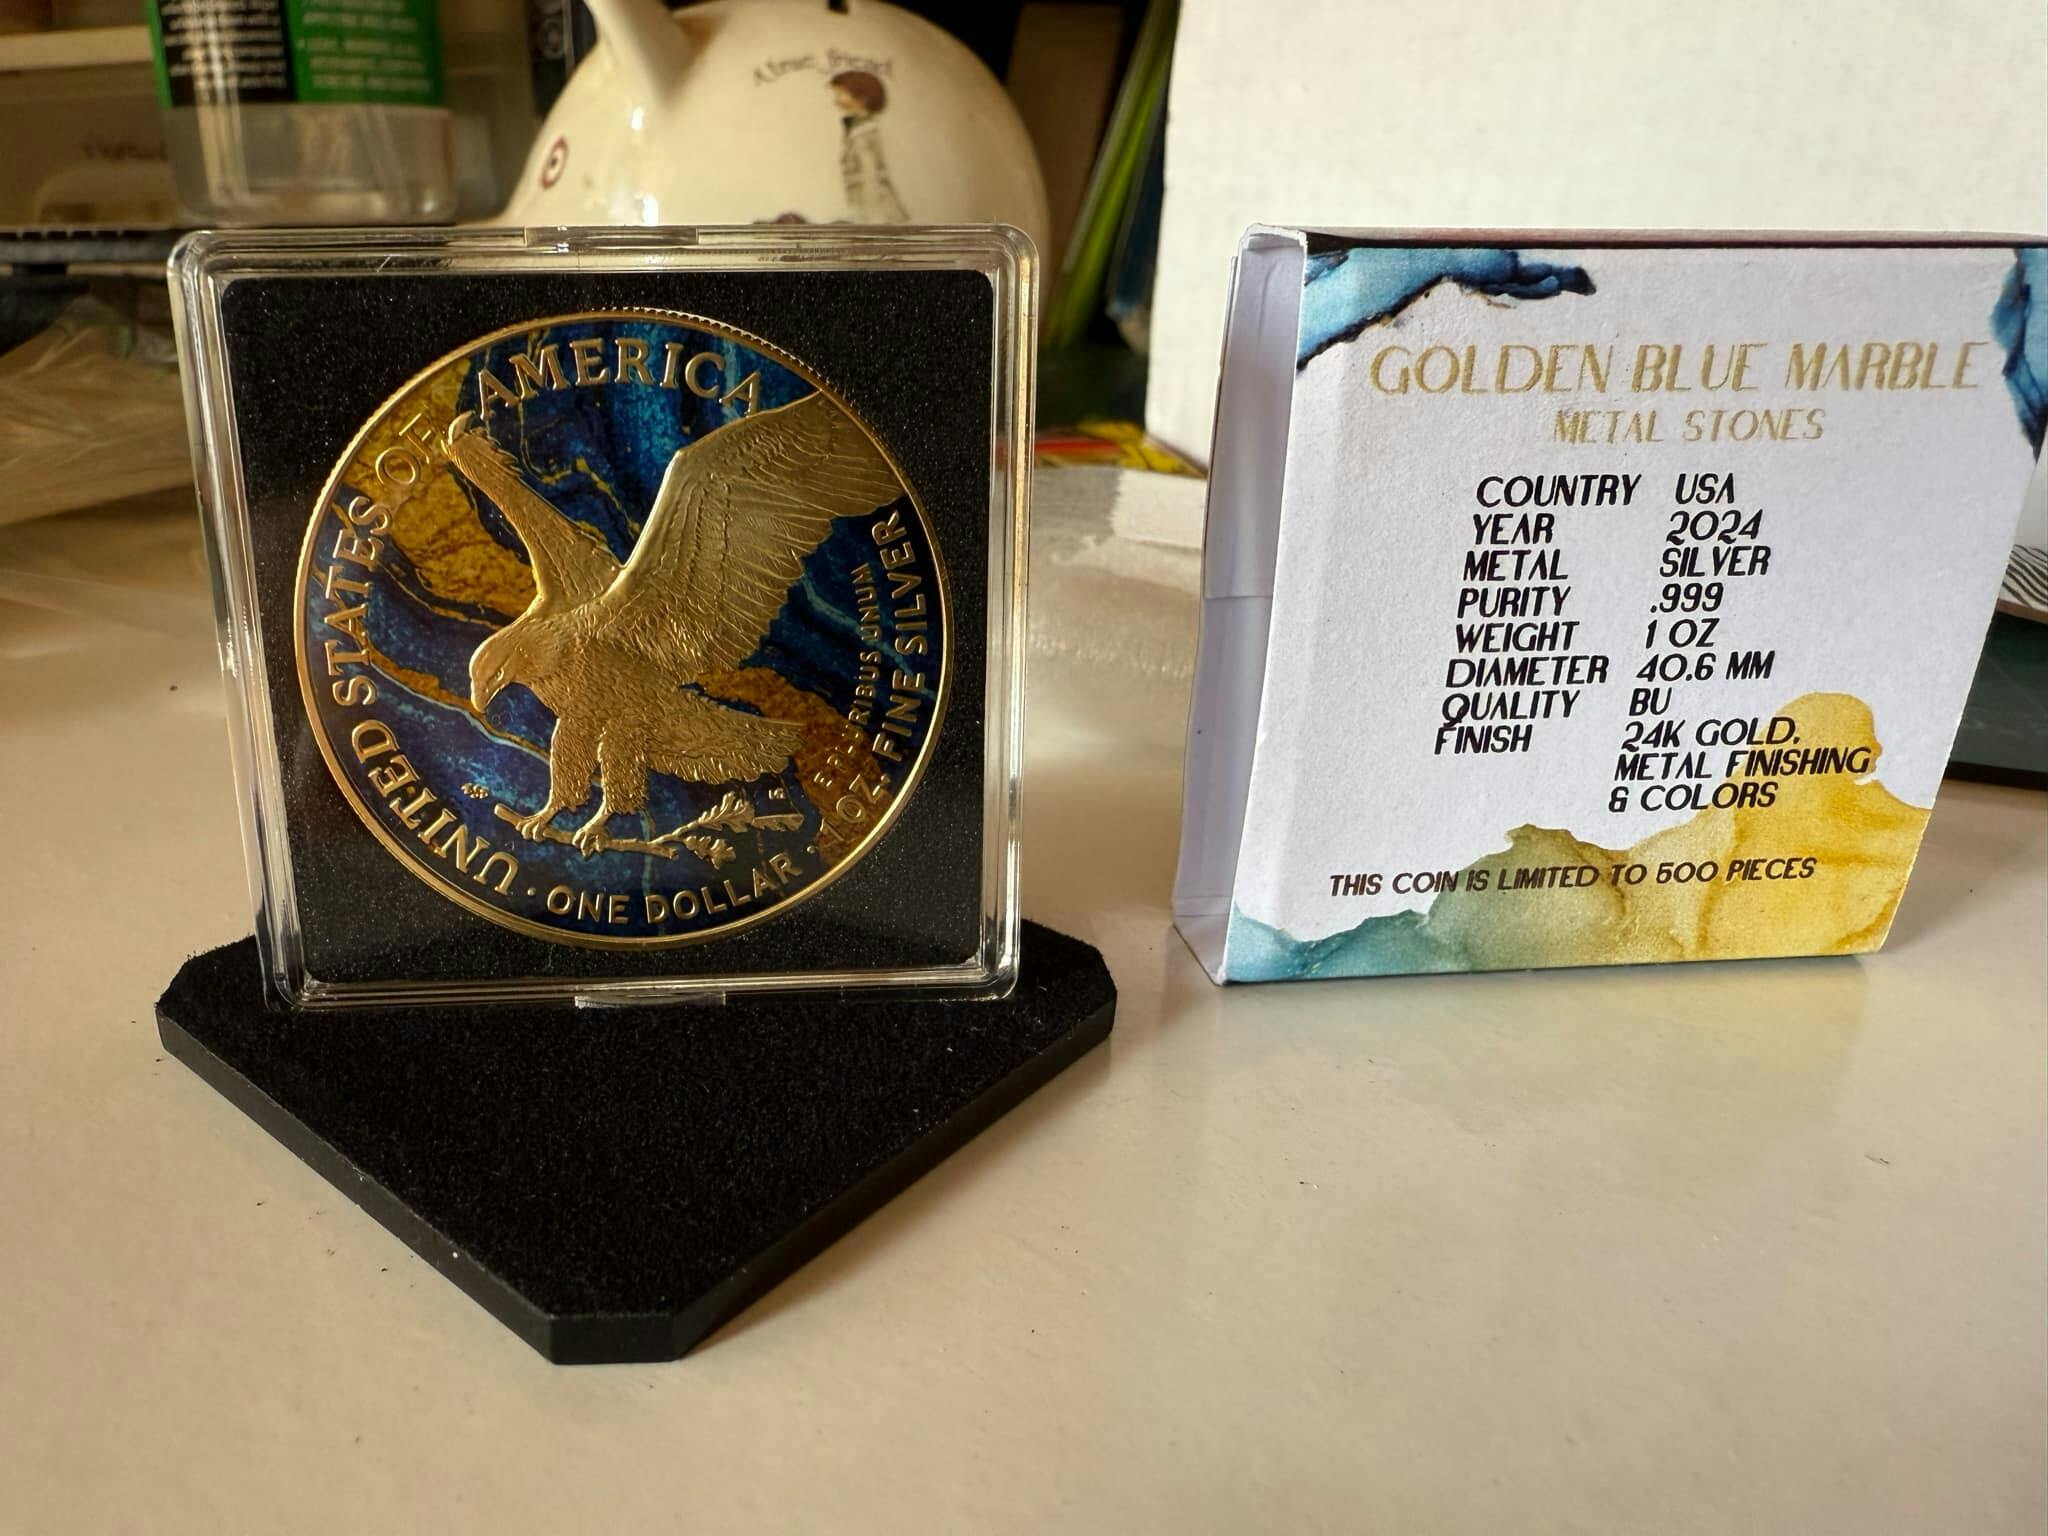 A true friend
UNITED STATES OF AMERICA
E PLURIBUS UNUM
1 OZ. FINE SILVER
· ONE DOLLAR ·
GOLDEN BLUE MARBLE
METAL STONES
COUNTRY USA
YEAR 2024
METAL SILVER
PURITY .999
WEIGHT 1 OZ
DIAMETER 40.6 MM
QUALITY BU
FINISH 24K GOLD,
METAL FINISHING
& COLORS
THIS COIN IS LIMITED TO 500 PIECES